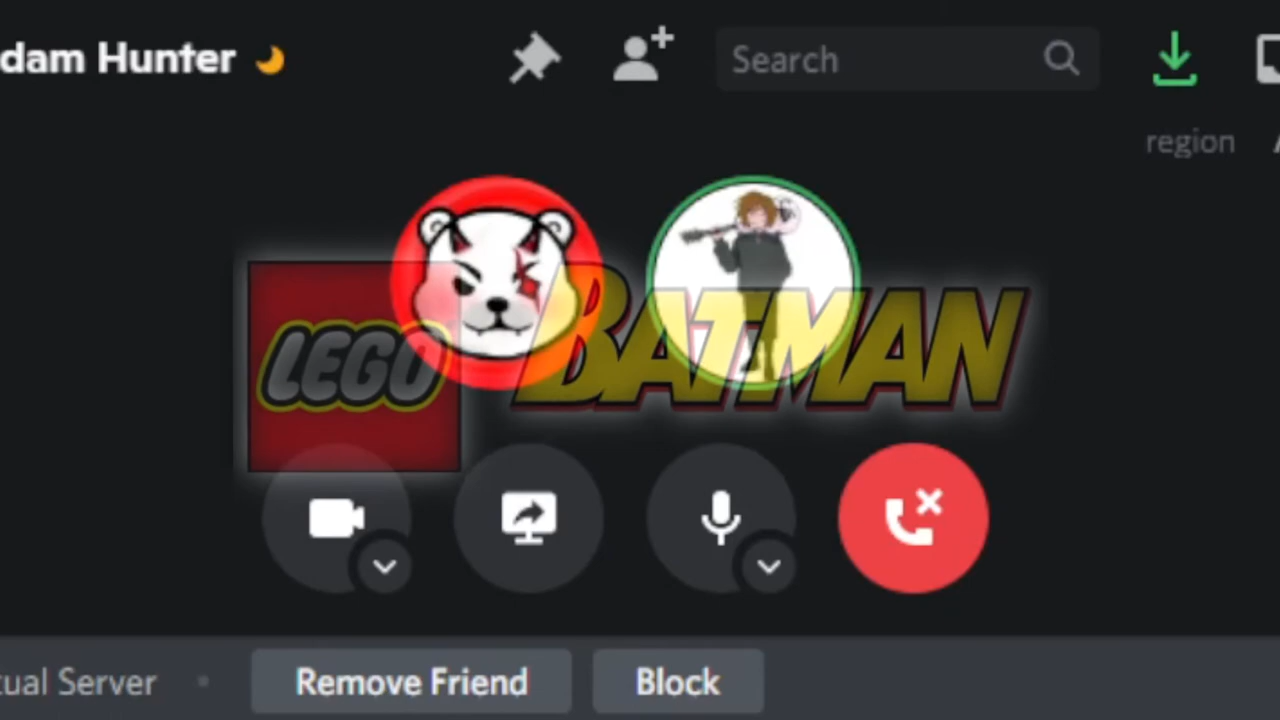 dam Hunter
Search
region
LEGO BATMAN
tual Server
Remove Friend
Block